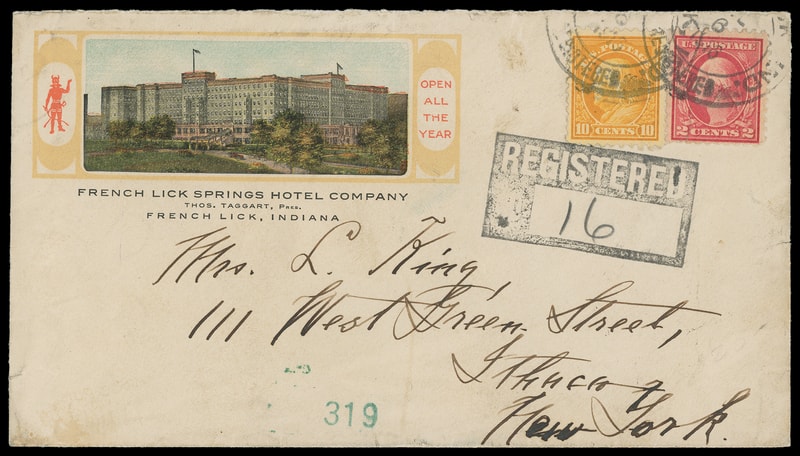 OPEN
ALL
THE
YEAR
FRENCH LICK SPRINGS HOTEL COMPANY
THOS. TAGGART, PRES.
FRENCH LICK, INDIANA
U.S. POSTAGE
10 CENTS 10
U.S. POSTAGE
2 CENTS 2
REGISTERED
16
Mrs. L. King,
111 West Green Street,
Ithaca,
New York.
319